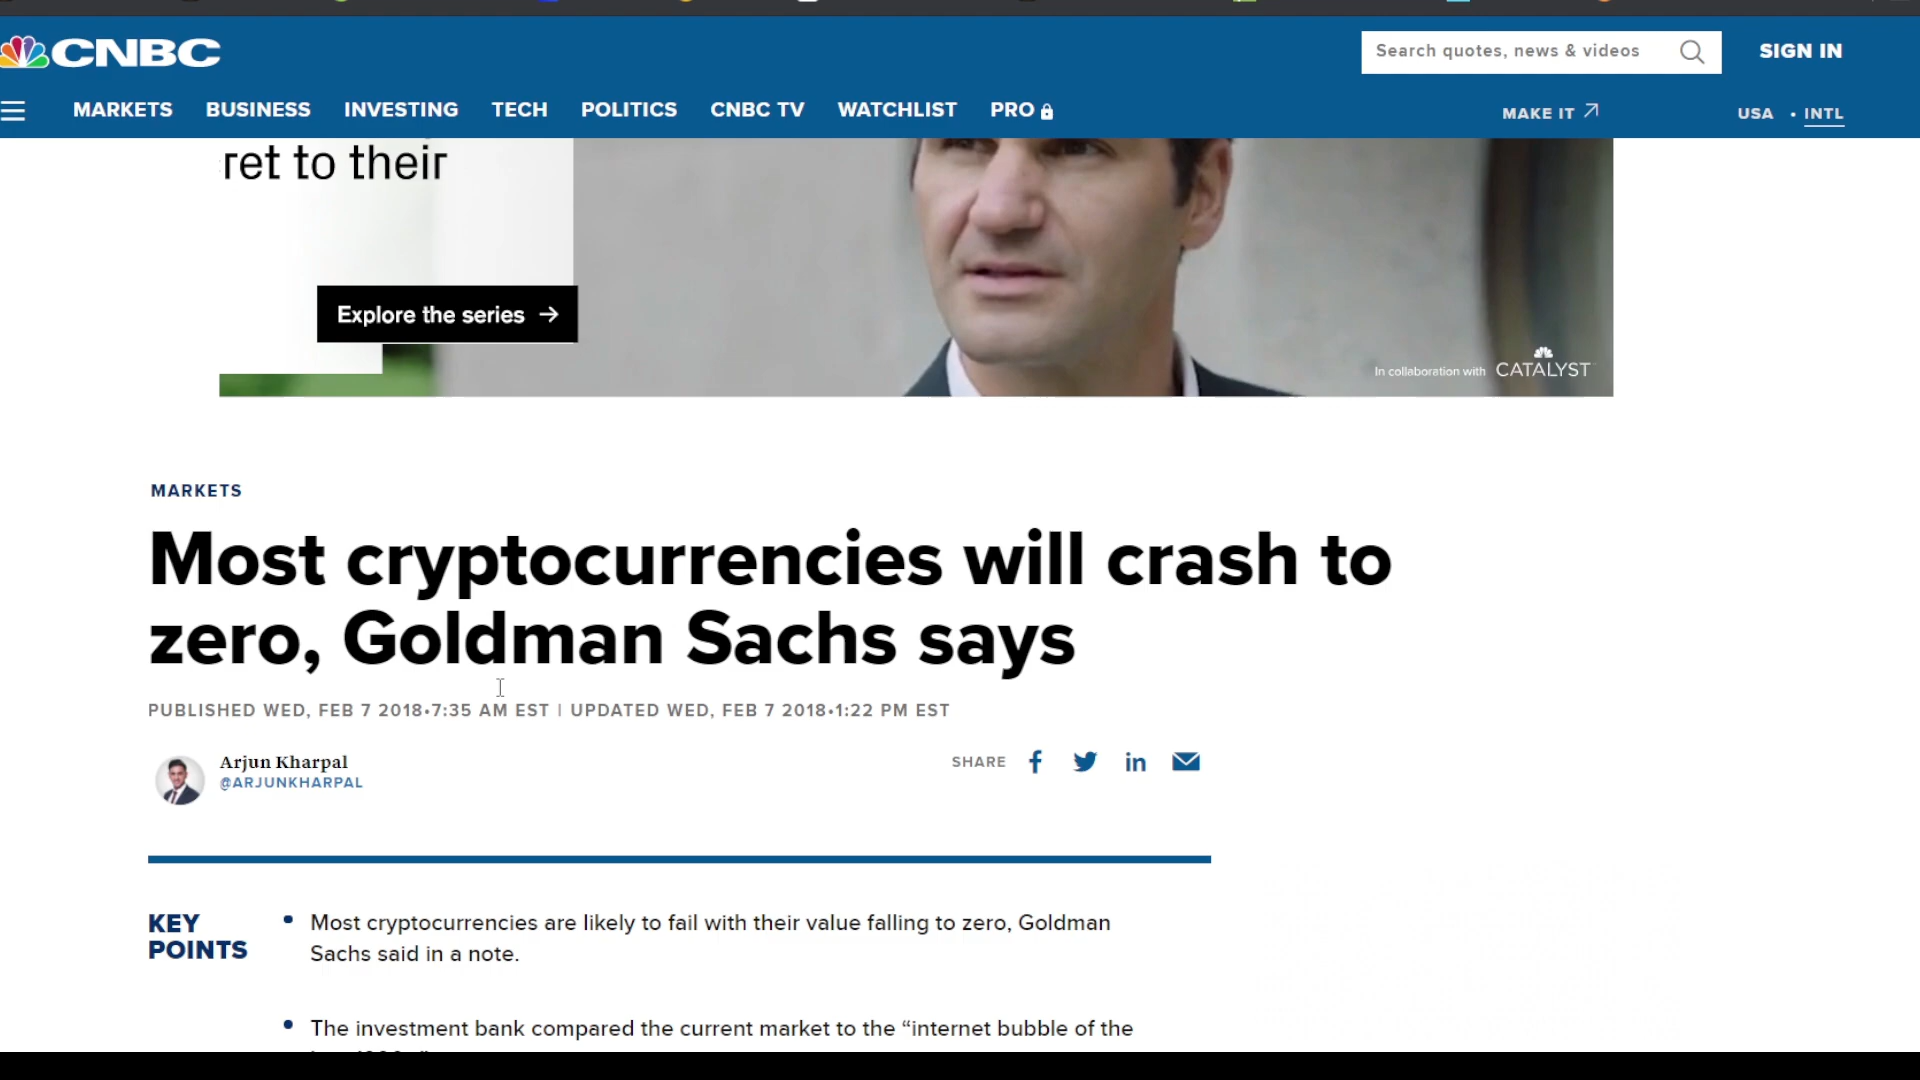 CNBC
Search quotes, news & videos
SIGN IN
MARKETS BUSINESS INVESTING TECH POLITICS CNBC TV WATCHLIST PRO
MAKE IT
USA • INTL
ret to their
Explore the series →
In collaboration with CATALYST
MARKETS
Most cryptocurrencies will crash to
zero, Goldman Sachs says
PUBLISHED WED, FEB 7 2018•7:35 AM EST | UPDATED WED, FEB 7 2018•1:22 PM EST
Arjun Kharpal
@ARJUNKHARPAL
SHARE
KEY
POINTS
• Most cryptocurrencies are likely to fail with their value falling to zero, Goldman
Sachs said in a note.
• The investment bank compared the current market to the “internet bubble of the